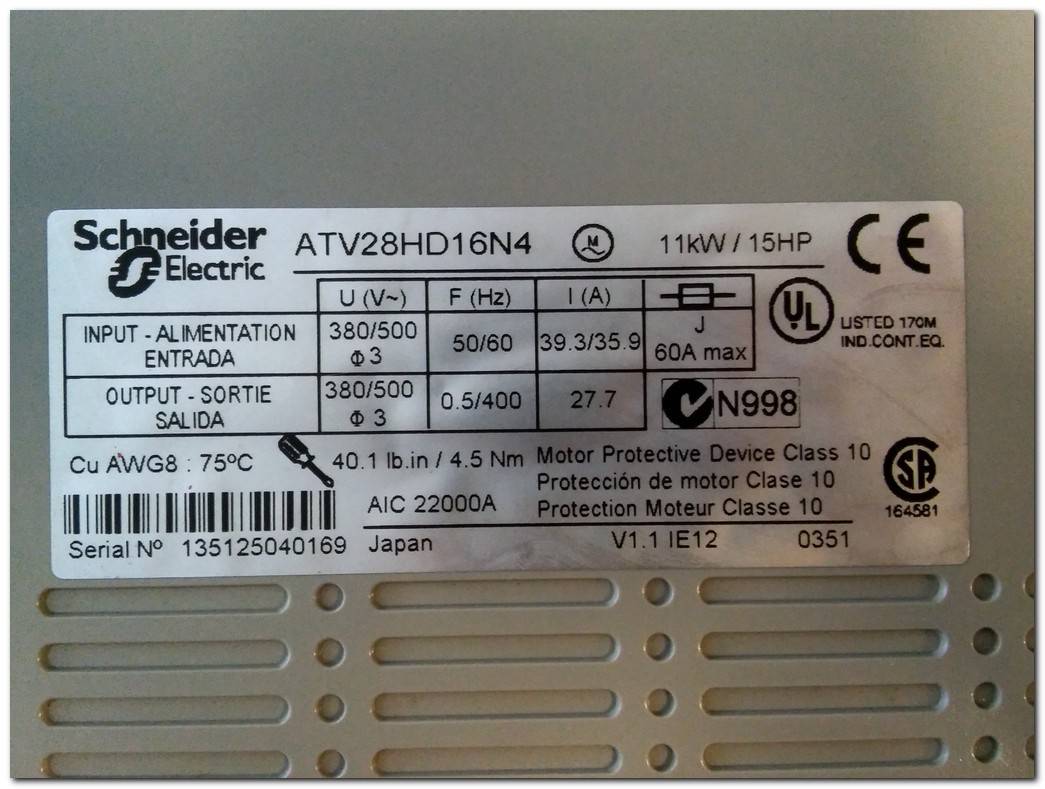 Schneider Electric
ATV28HD16N4 M 11kW / 15HP CE
U (V~) F (Hz) I (A)
INPUT - ALIMENTATION ENTRADA 380/500 Φ 3 50/60 39.3/35.9 J 60A max
UL LISTED 170M IND.CONT.EQ.
OUTPUT - SORTIE SALIDA 380/500 Φ 3 0.5/400 27.7
N998
Cu AWG8 : 75ºC 40.1 lb.in / 4.5 Nm
Motor Protective Device Class 10
Protección de motor Clase 10
Protection Moteur Classe 10
AIC 22000A
SA 164581
Serial Nº 135125040169 Japan V1.1 IE12 0351